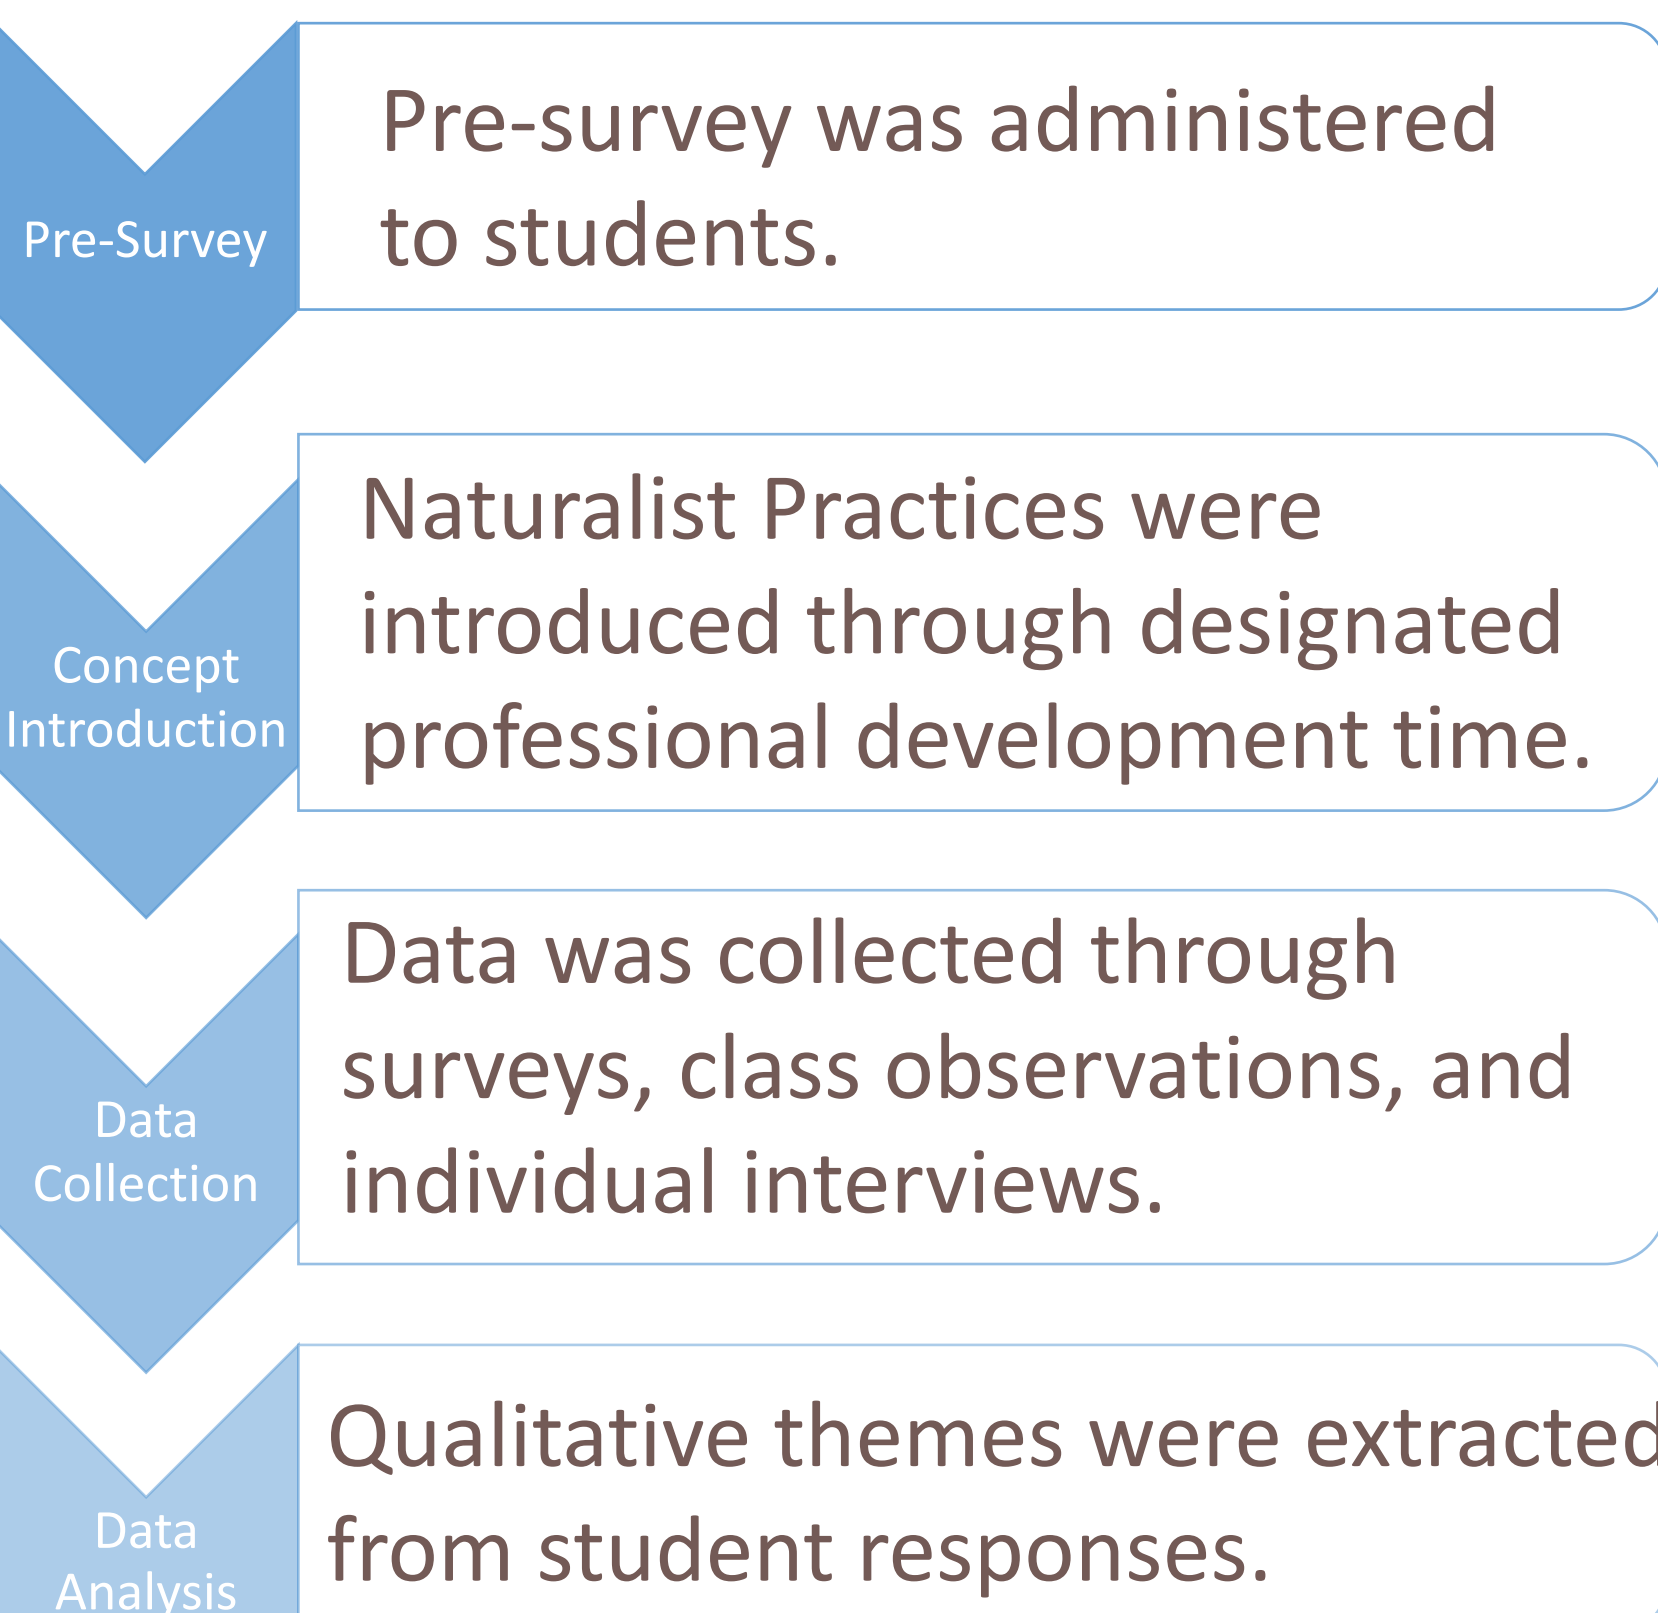 Pre-Survey
Pre-survey was administered
to students.
Concept
Introduction
Naturalist Practices were
introduced through designated
professional development time.
Data
Collection
Data was collected through
surveys, class observations, and
individual interviews.
Data
Analysis
Qualitative themes were extracted
from student responses.